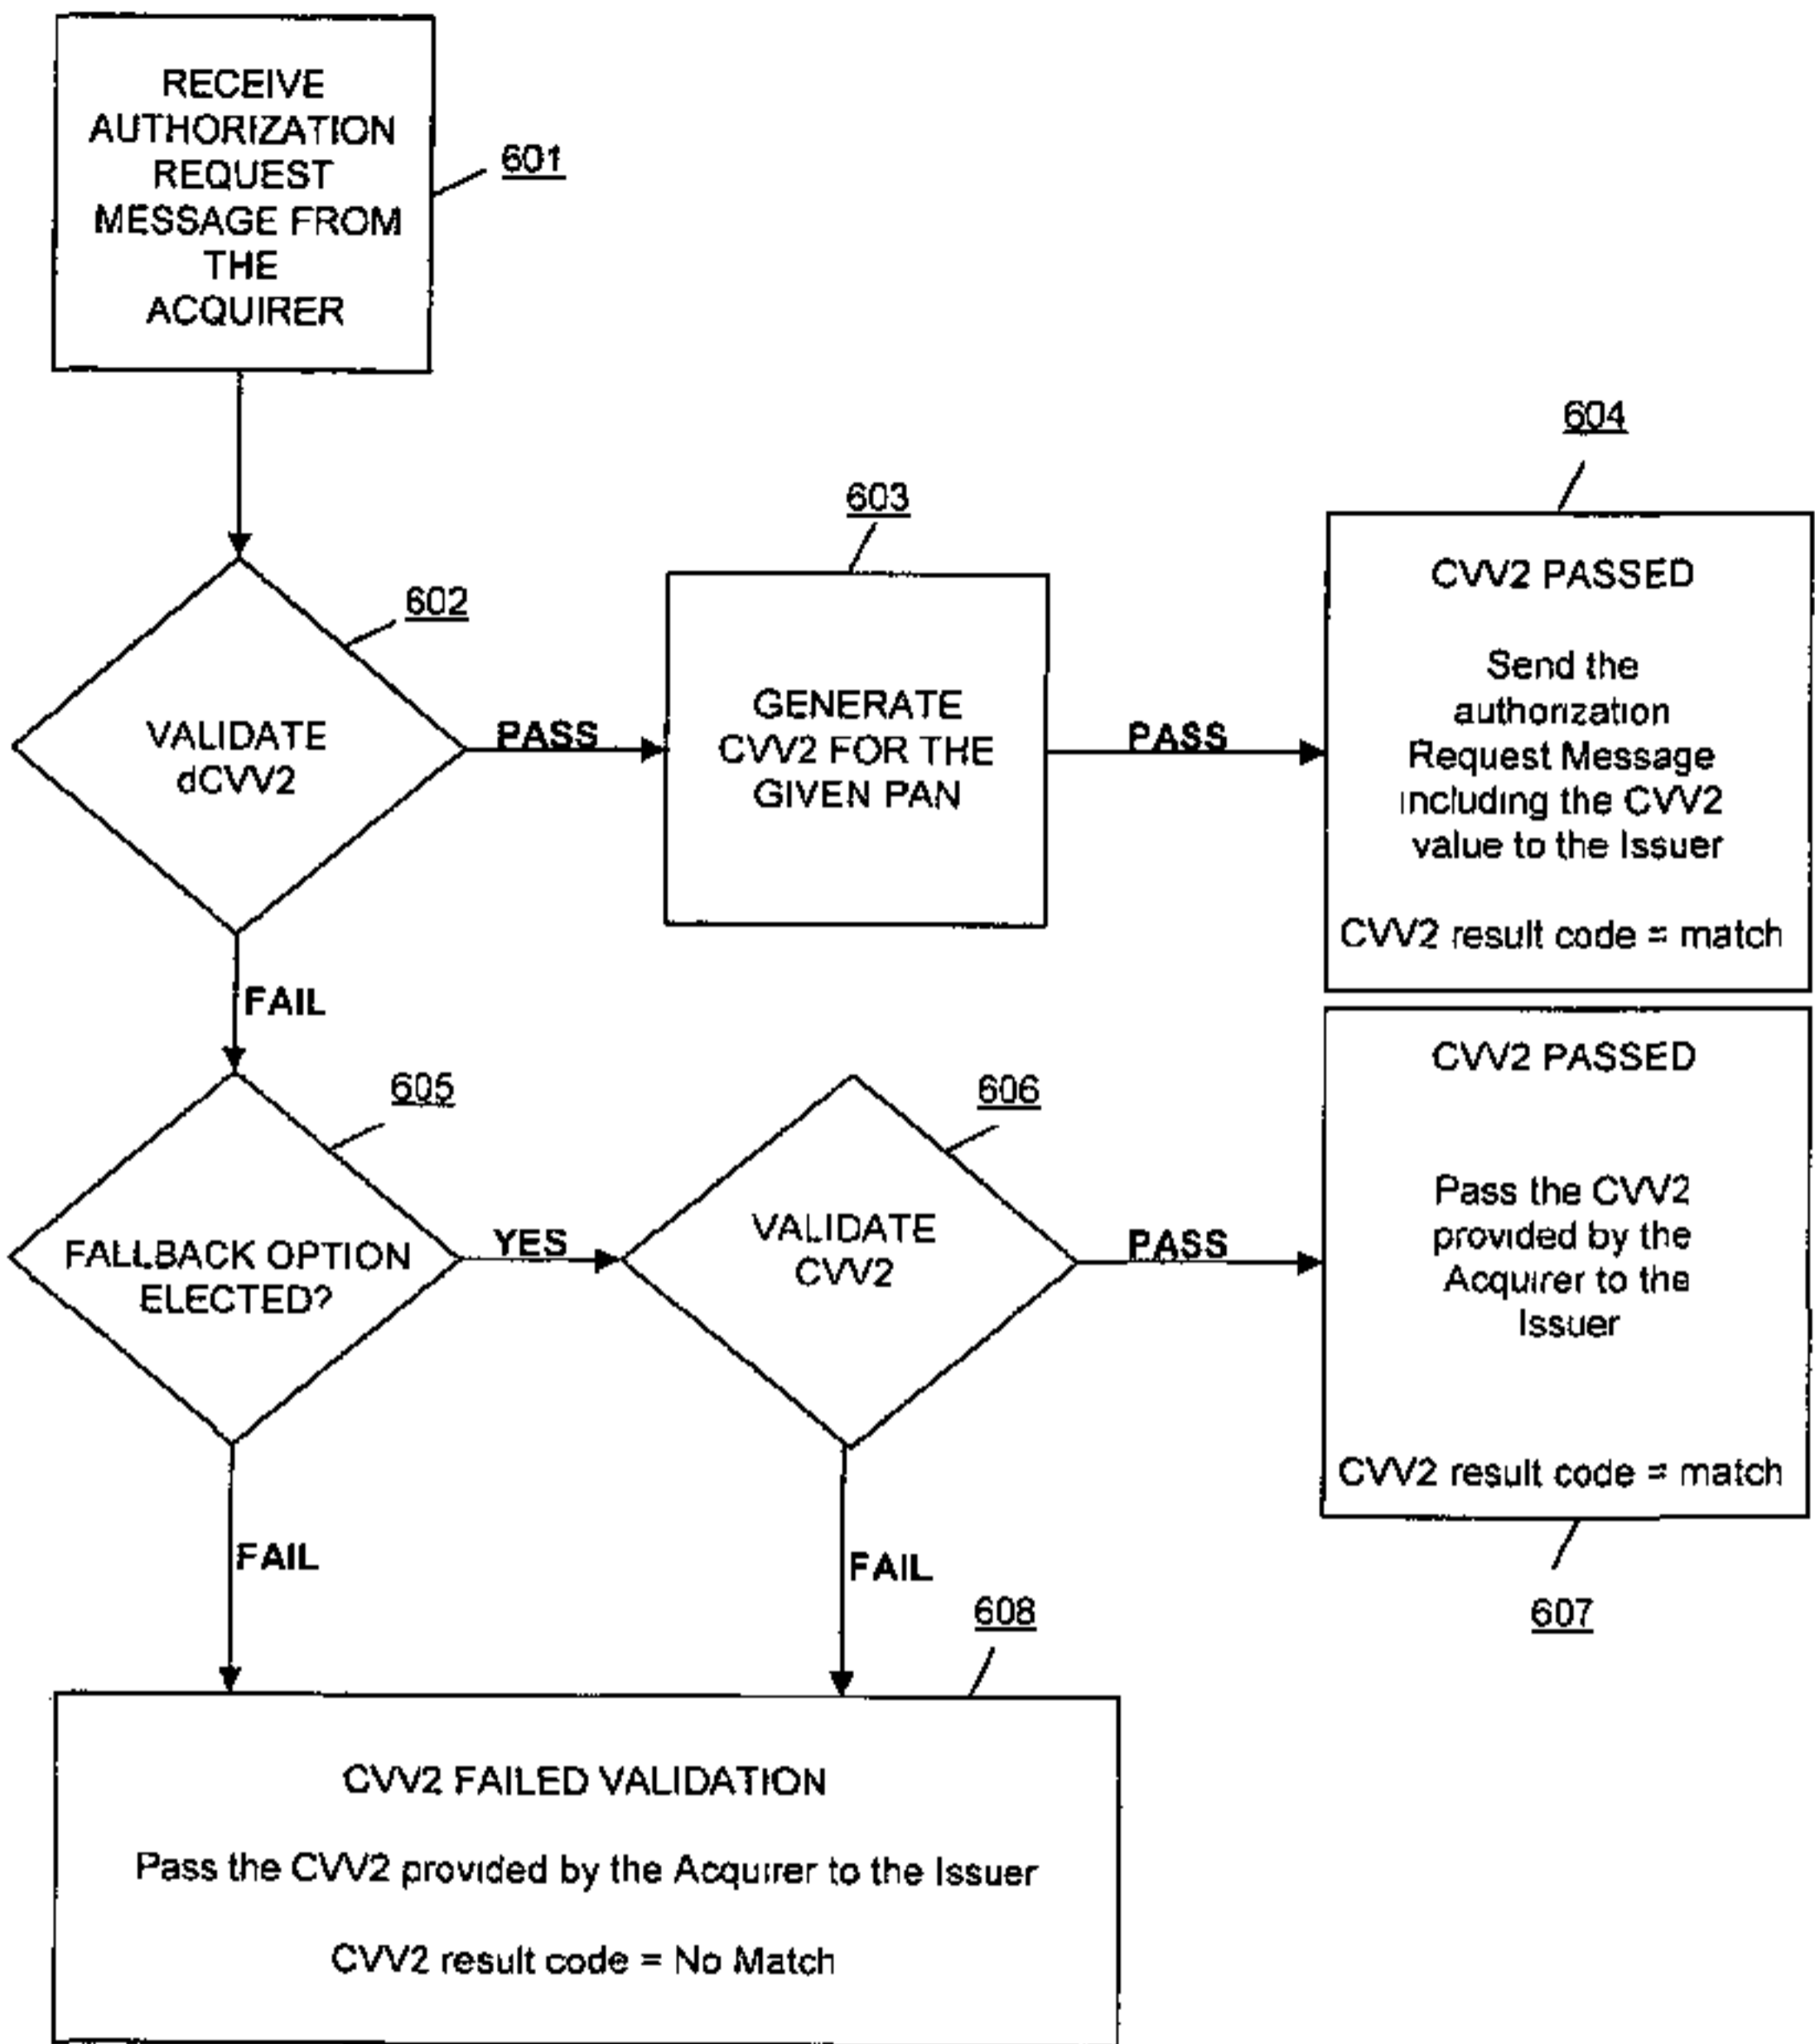 RECEIVE
AUTHORIZATION
REQUEST
MESSAGE FROM
THE
ACQUIRER
601
602
VALIDATE
dCVV2
PASS
603
GENERATE
CVV2 FOR THE
GIVEN PAN
PASS
604
CVV2 PASSED
Send the
authorization
Request Message
including the CVV2
value to the Issuer
CVV2 result code = match
FAIL
605
FALLBACK OPTION
ELECTED?
YES
606
VALIDATE
CVV2
PASS
CVV2 PASSED
Pass the CVV2
provided by the
Acquirer to the
Issuer
CVV2 result code = match
607
FAIL
FAIL
608
CVV2 FAILED VALIDATION
Pass the CVV2 provided by the Acquirer to the Issuer
CVV2 result code = No Match